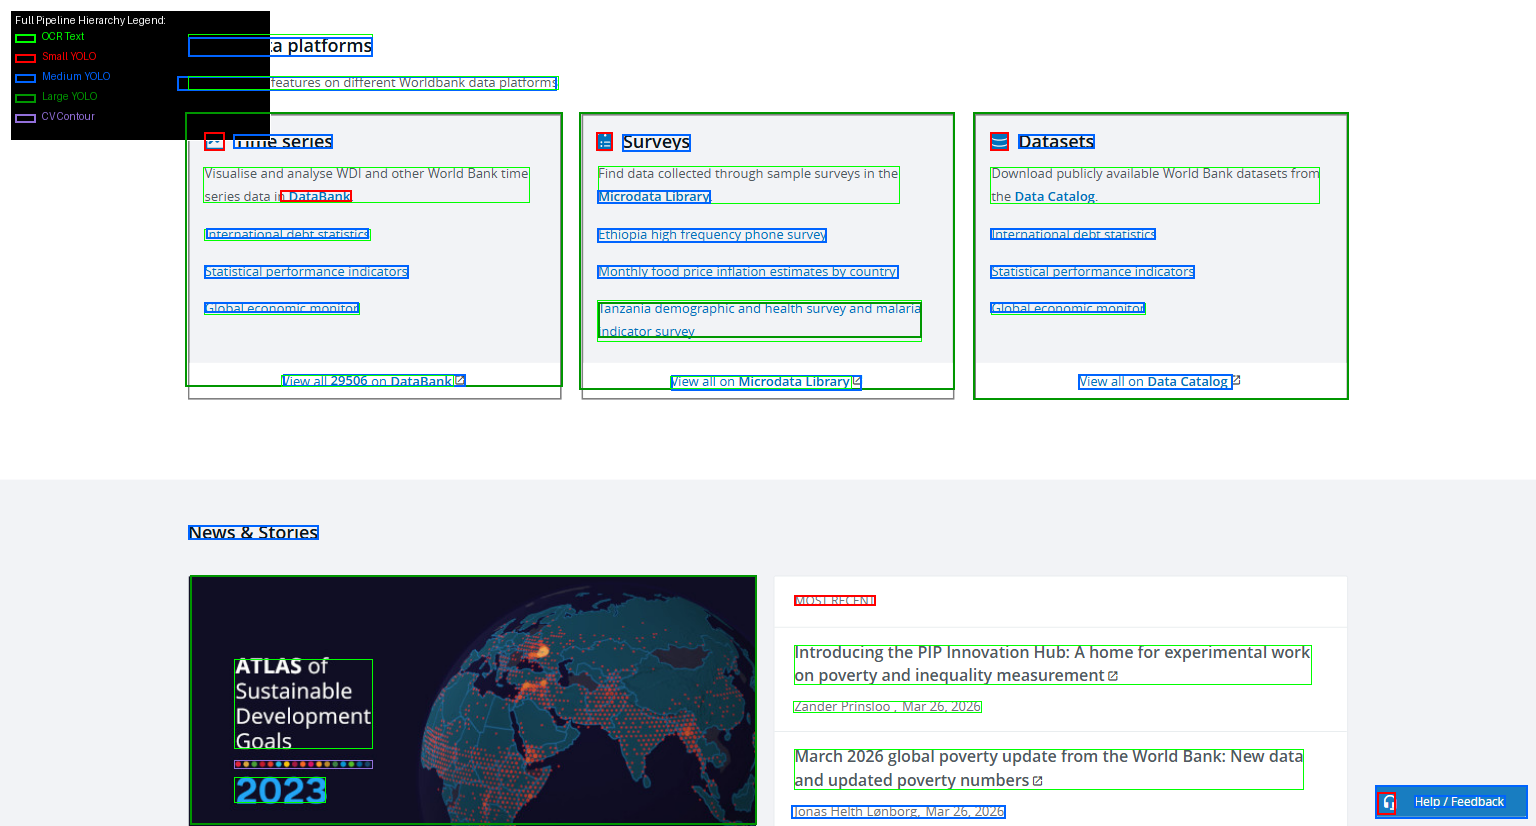 Full Pipeline Hierarchy Legend:
OCR Text
Small YOLO
Medium YOLO
Large YOLO
CV Contour
platforms
features on different Worldbank data platforms
Time series
Visualise and analyse WDI and other World Bank time
series data in DataBank.
International debt statistics
Statistical performance indicators
Global economic monitor
View all 29506 on DataBank
Surveys
Find data collected through sample surveys in the
Microdata Library.
Ethiopia high frequency phone survey
Monthly food price inflation estimates by country
Tanzania demographic and health survey and malaria
indicator survey
View all on Microdata Library
Datasets
Download publicly available World Bank datasets from
the Data Catalog.
International debt statistics
Statistical performance indicators
Global economic monitor
View all on Data Catalog
News & Stories
ATLAS of
Sustainable
Development
Goals
2023
MOST RECENT
Introducing the PIP Innovation Hub: A home for experimental work
on poverty and inequality measurement
Zander Prinsloo , Mar 26, 2026
March 2026 global poverty update from the World Bank: New data
and updated poverty numbers
Jonas Helth Lønborg, Mar 26, 2026
Help / Feedback